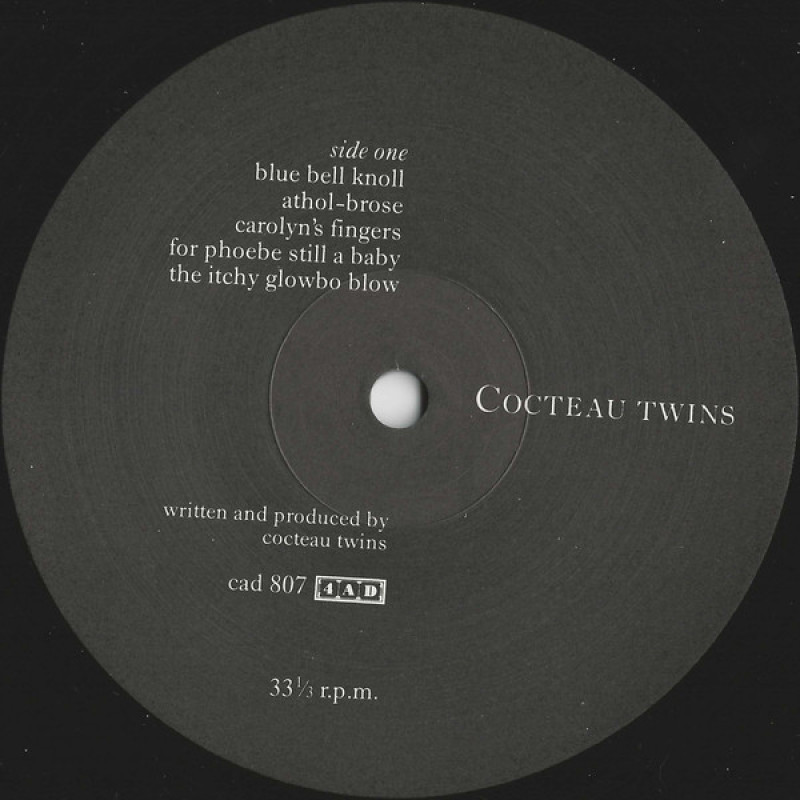 side one
blue bell knoll
athol-brose
carolyn's fingers
for phoebe still a baby
the itchy glowbo blow
COCTEAU TWINS
written and produced by
cocteau twins
cad 807 4AD
33⅓ r.p.m.